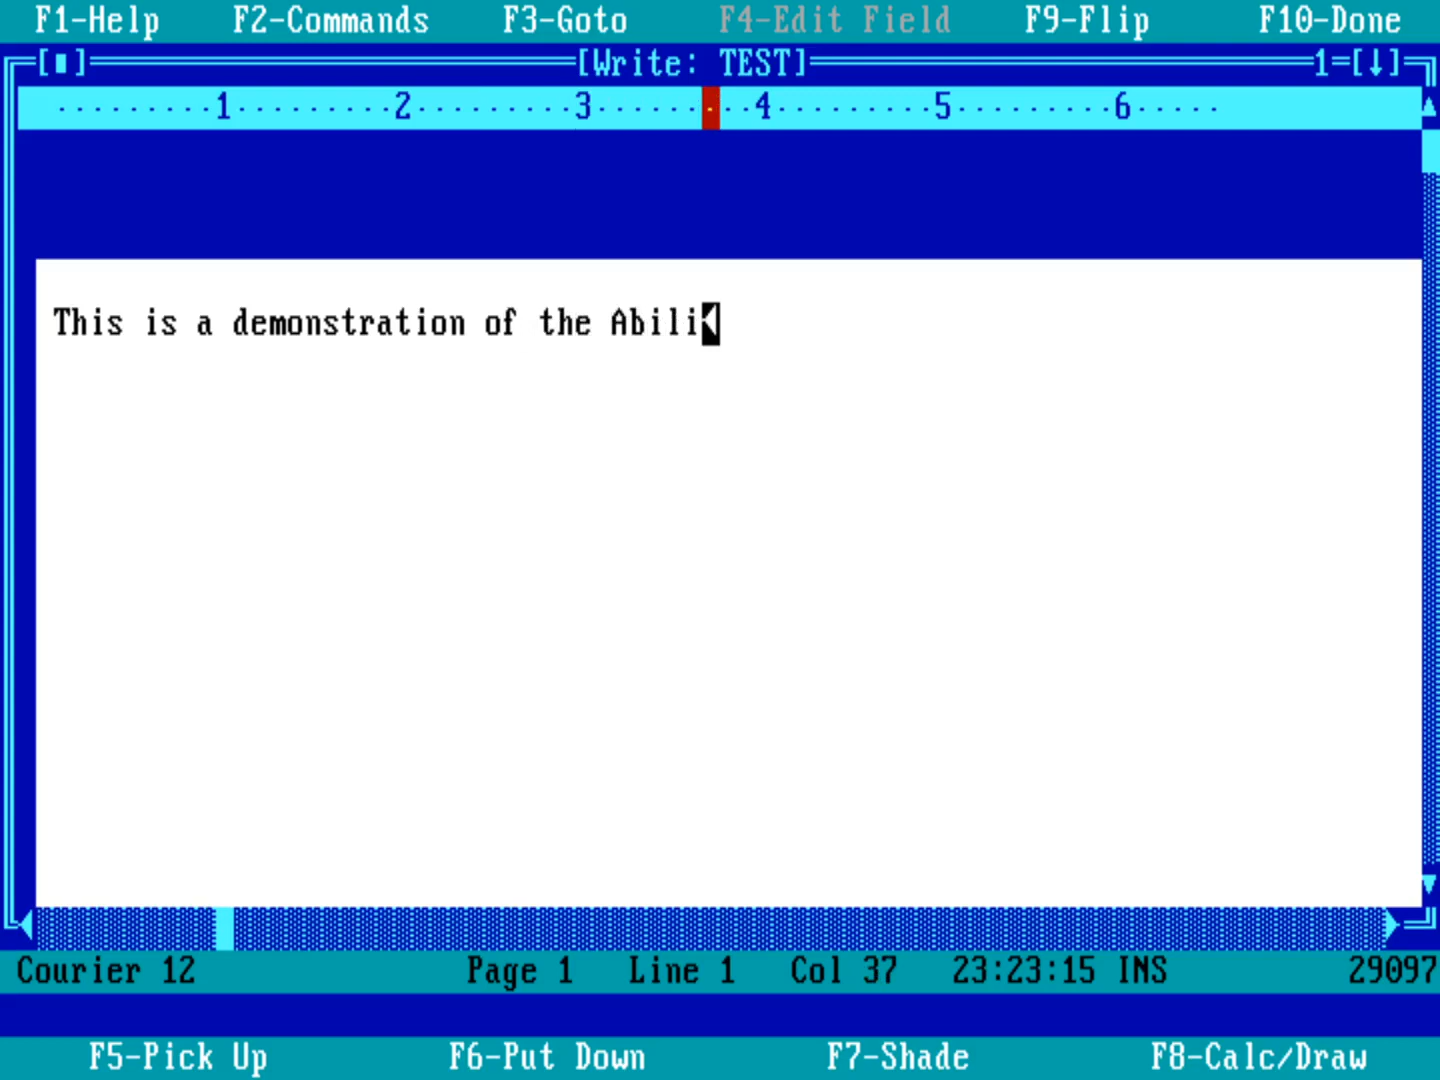 F1-Help F2-Commands F3-Goto F4-Edit Field F9-Flip F10-Done
[Write: TEST] 1=[↓]
·········1·········2·········3·········4·········5·········6·····
This is a demonstration of the Abili
Courier 12 Page 1 Line 1 Col 37 23:23:15 INS 29097
F5-Pick Up F6-Put Down F7-Shade F8-Calc/Draw